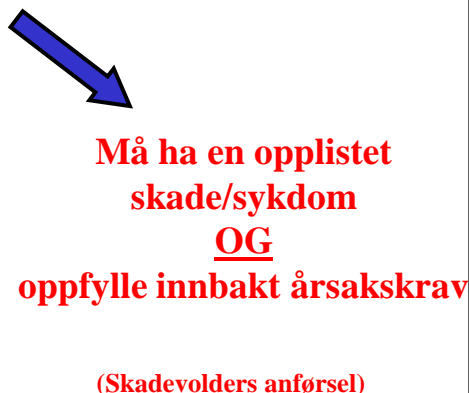 Må ha en opplistet
skade/sykdom
OG
oppfylle innbakt årsakskrav
(Skadevolders anførsel)